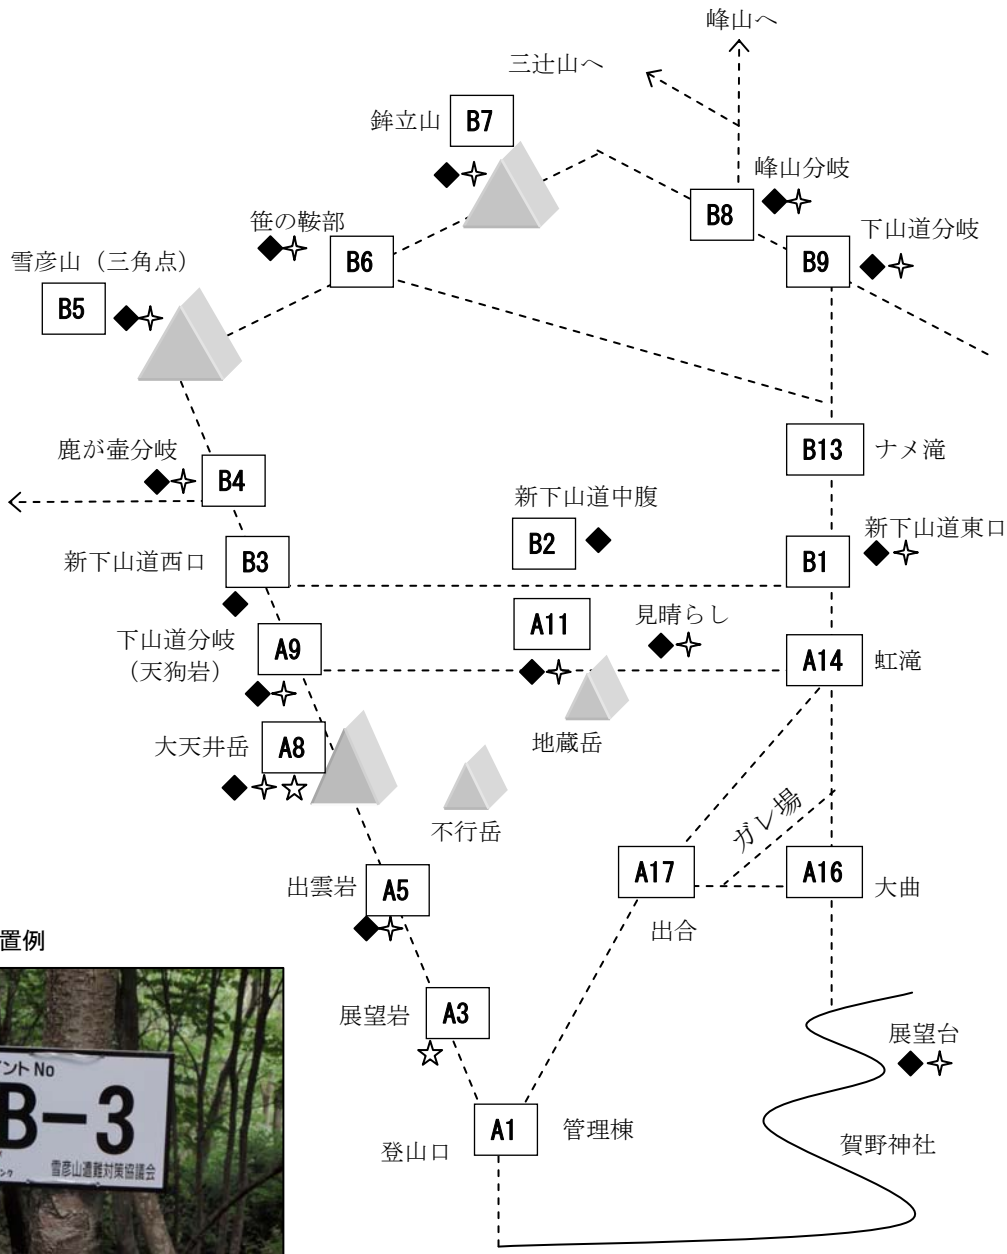 峰山へ
三辻山へ
鉾立山
B7
峰山分岐
B8
笹の鞍部
B6
下山道分岐
B9
雪彦山（三角点）
B5
鹿が壷分岐
B4
B13
ナメ滝
新下山道中腹
B2
新下山道東口
B1
新下山道西口
B3
A11
見晴らし
下山道分岐
（天狗岩）
A9
A14
虹滝
大天井岳
A8
地蔵岳
不行岳
ガレ場
出雲岩
A5
A17
出合
A16
大曲
置例
展望岩
A3
展望台
イント No
B-3
雪彦山遭難対策協議会
登山口
A1
管理棟
賀野神社